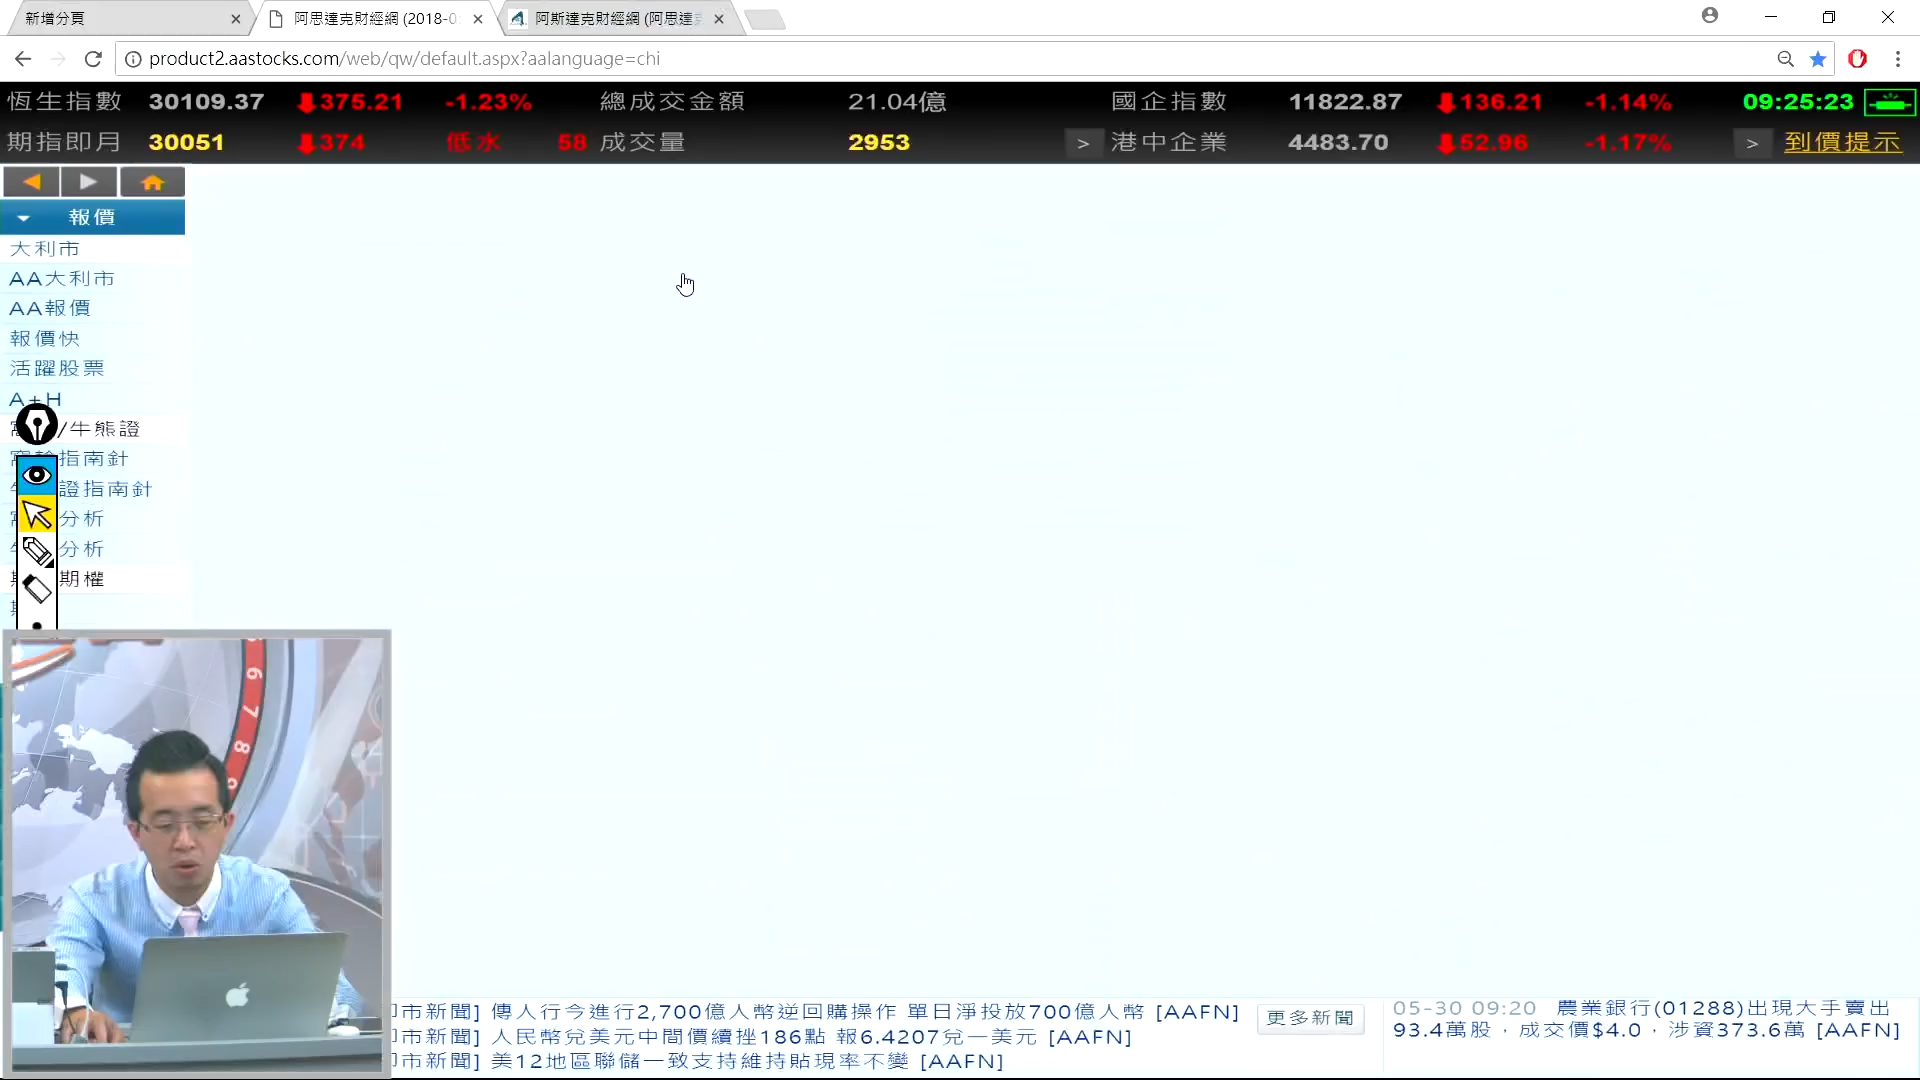 新增分頁
阿思達克財經網 (2018-0
阿斯達克財經網 (阿思達克
product2.aastocks.com/web/qw/default.aspx?aalanguage=chi
恆生指數 30109.37 375.21 -1.23% 總成交金額 21.04億 國企指數 11822.87 136.21 -1.14% 09:25:23
期指即月 30051 374 低水 58 成交量 2953 > 港中企業 4483.70 52.96 -1.17% > 到價提示
報價
大利市
AA大利市
AA報價
報價快
活躍股票
A+H
/牛熊證
指南針
證指南針
分析
分析
期權
6
7
8
市新聞] 傳人行今進行2,700億人幣逆回購操作 單日淨投放700億人幣 [AAFN]
市新聞] 人民幣兌美元中間價續挫186點 報6.4207兌一美元 [AAFN]
市新聞] 美12地區聯儲一致支持維持貼現率不變 [AAFN]
更多新聞
05-30 09:20 農業銀行(01288)出現大手賣出
93.4萬股，成交價$4.0，涉資373.6萬 [AAFN]